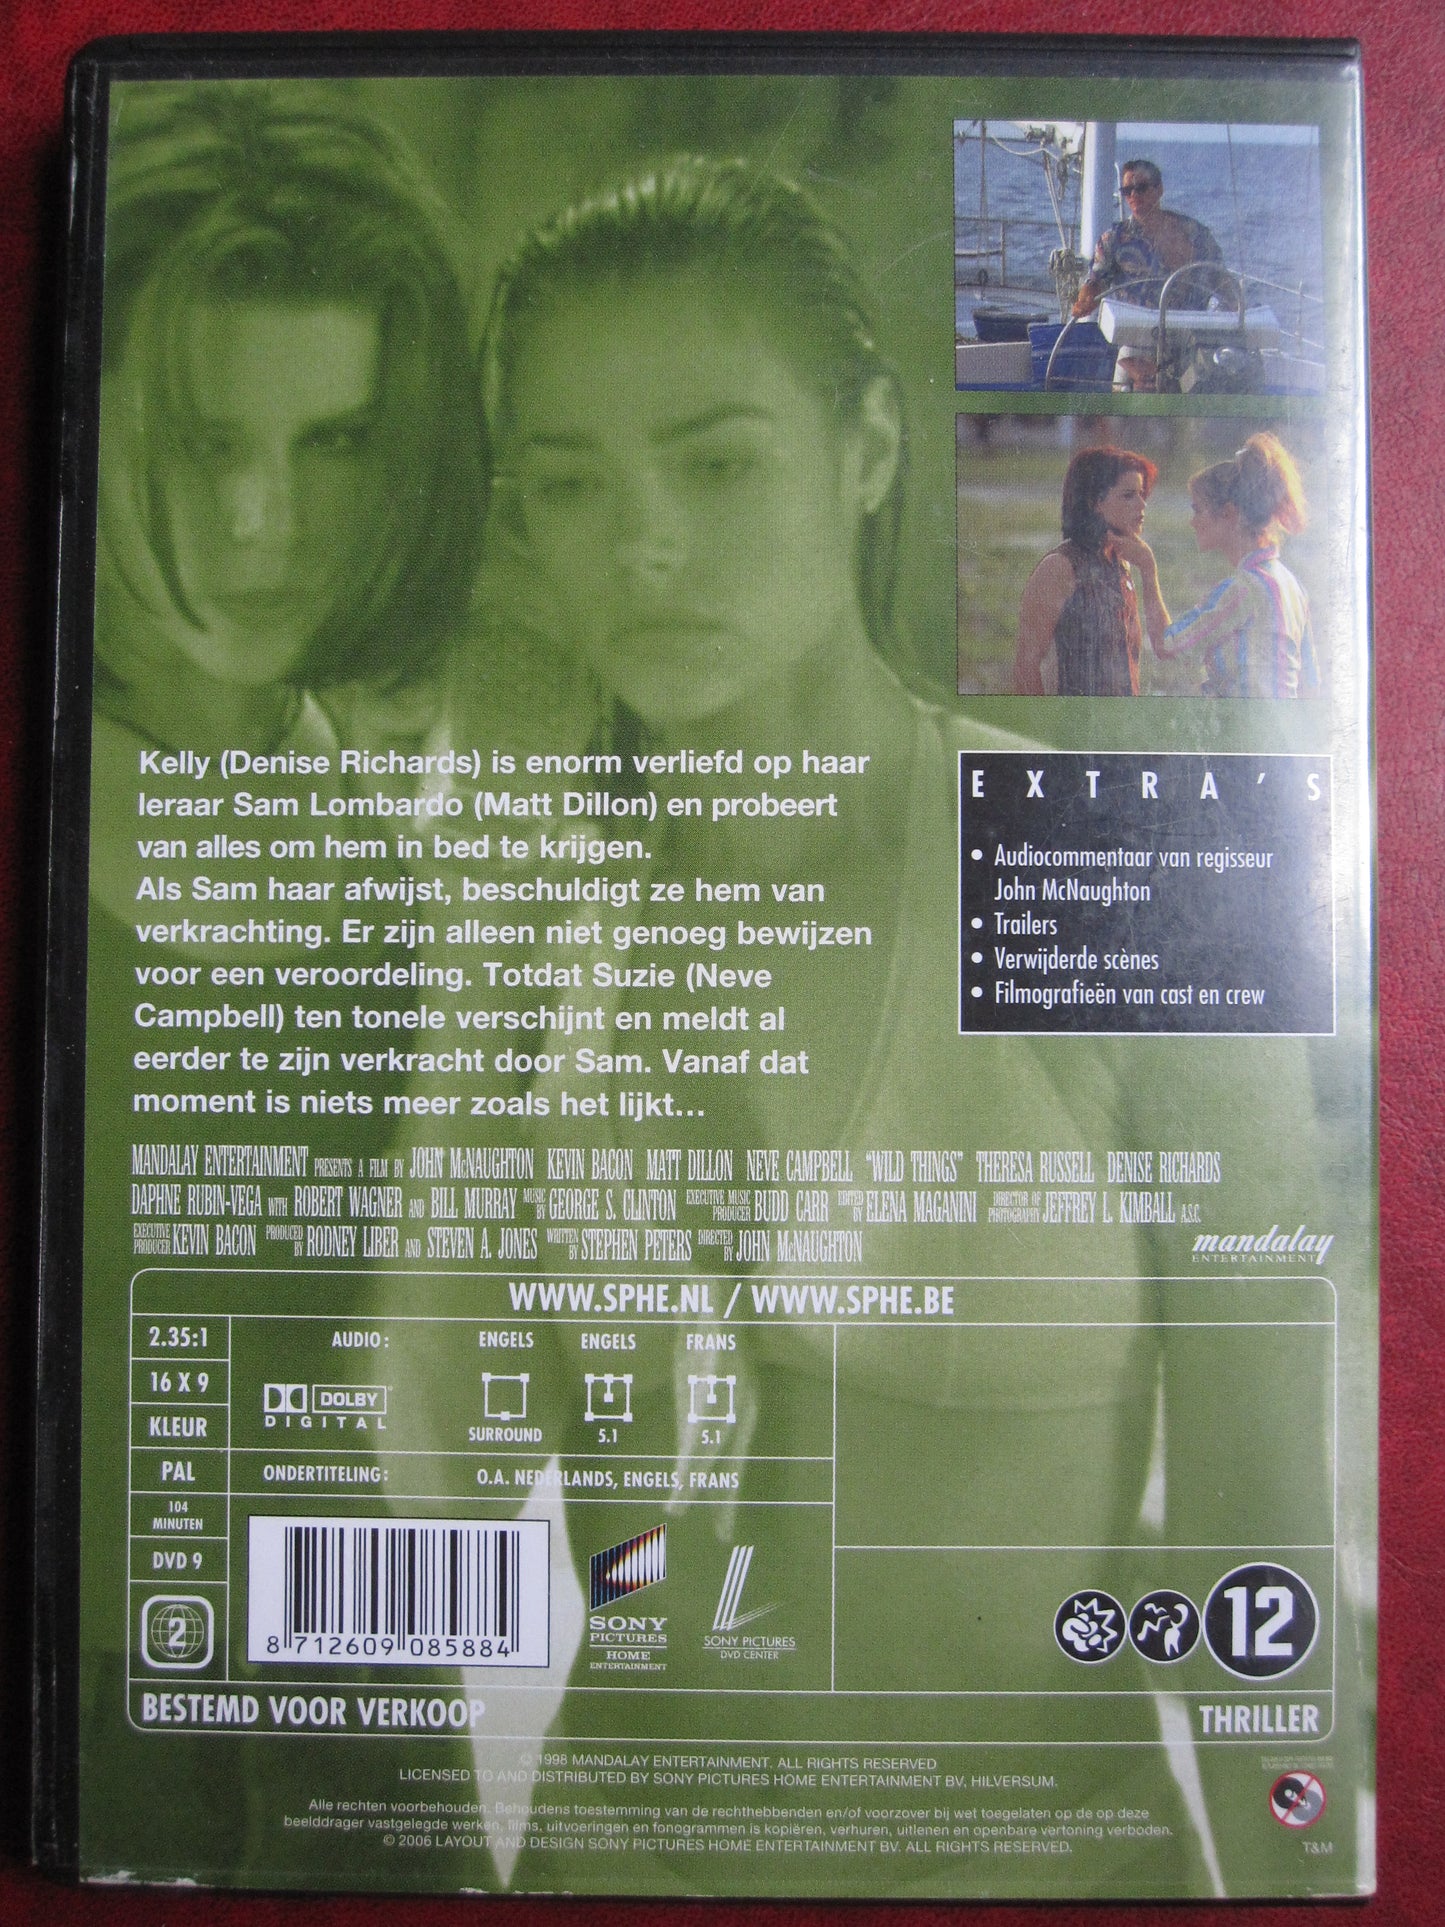 Kelly (Denise Richards) is enorm verliefd op haar
leraar Sam Lombardo (Matt Dillon) en probeert
van alles om hem in bed te krijgen.
Als Sam haar afwijst, beschuldigt ze hem van
verkrachting. Er zijn alleen niet genoeg bewijzen
voor een veroordeling. Totdat Suzie (Neve
Campbell) ten tonele verschijnt en meldt al
eerder te zijn verkracht door Sam. Vanaf dat
moment is niets meer zoals het lijkt...
EXTRA'S
• Audiocommentaar van regisseur
John McNaughton
• Trailers
• Verwijderde scènes
• Filmografieën van cast en crew
MANDALAY ENTERTAINMENT PRESENTS A FILM BY JOHN McNAUGHTON KEVIN BACON MATT DILLON NEVE CAMPBELL "WILD THINGS" THERESA RUSSELL DENISE RICHARDS
DAPHNE RUBIN-VEGA WITH ROBERT WAGNER AND BILL MURRAY MUSIC BY GEORGE S. CLINTON EXECUTIVE MUSIC PRODUCER BUDD CARR EDITED BY ELENA MAGANINI DIRECTOR OF PHOTOGRAPHY JEFFREY L. KIMBALL A.S.C.
EXECUTIVE PRODUCER KEVIN BACON PRODUCED BY RODNEY LIBER AND STEVEN A. JONES WRITTEN BY STEPHEN PETERS DIRECTED BY JOHN McNAUGHTON
mandalay
ENTERTAINMENT
WWW.SPHE.NL / WWW.SPHE.BE
2.35:1
16 X 9
KLEUR
PAL
104
MINUTEN
DVD 9
2
AUDIO: ENGELS ENGELS FRANS
DOLBY
DIGITAL
SURROUND 5.1 5.1
ONDERTITELING: O.A. NEDERLANDS, ENGELS, FRANS
8 712609 085884
SONY
PICTURES
HOME
ENTERTAINMENT
SONY PICTURES
DVD CENTER
12
BESTEMD VOOR VERKOOP
THRILLER
© 1998 MANDALAY ENTERTAINMENT. ALL RIGHTS RESERVED
LICENSED TO AND DISTRIBUTED BY SONY PICTURES HOME ENTERTAINMENT BV, HILVERSUM.
Alle rechten voorbehouden. Behoudens toestemming van de rechthebbenden en/of voorzover bij wet toegelaten op de op deze
beelddrager vastgelegde werken, films, uitvoeringen en fonogrammen is kopiëren, verhuren, uitlenen en openbare vertoning verboden.
© 2006 LAYOUT AND DESIGN SONY PICTURES HOME ENTERTAINMENT BV. ALL RIGHTS RESERVED.
T&M